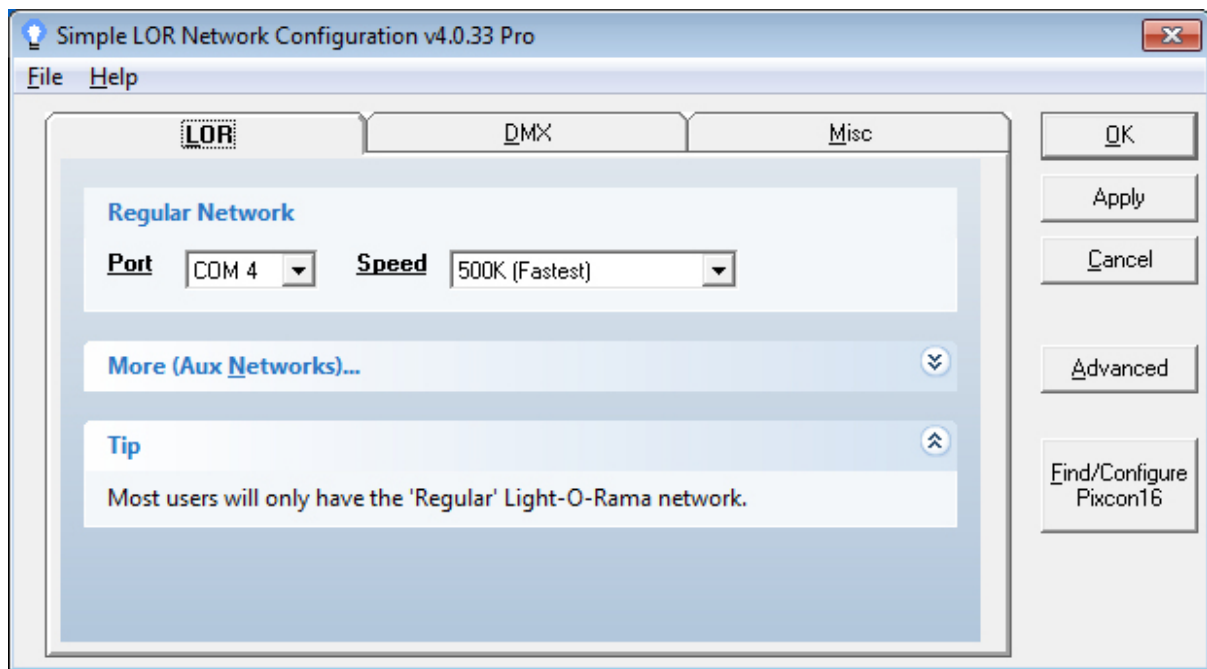 Simple LOR Network Configuration v4.0.33 Pro
File Help
LOR DMX Misc
Regular Network
Port COM 4 Speed 500K (Fastest)
More (Aux Networks)...
Tip
Most users will only have the 'Regular' Light-O-Rama network.
OK
Apply
Cancel
Advanced
Find/Configure
Pixcon16